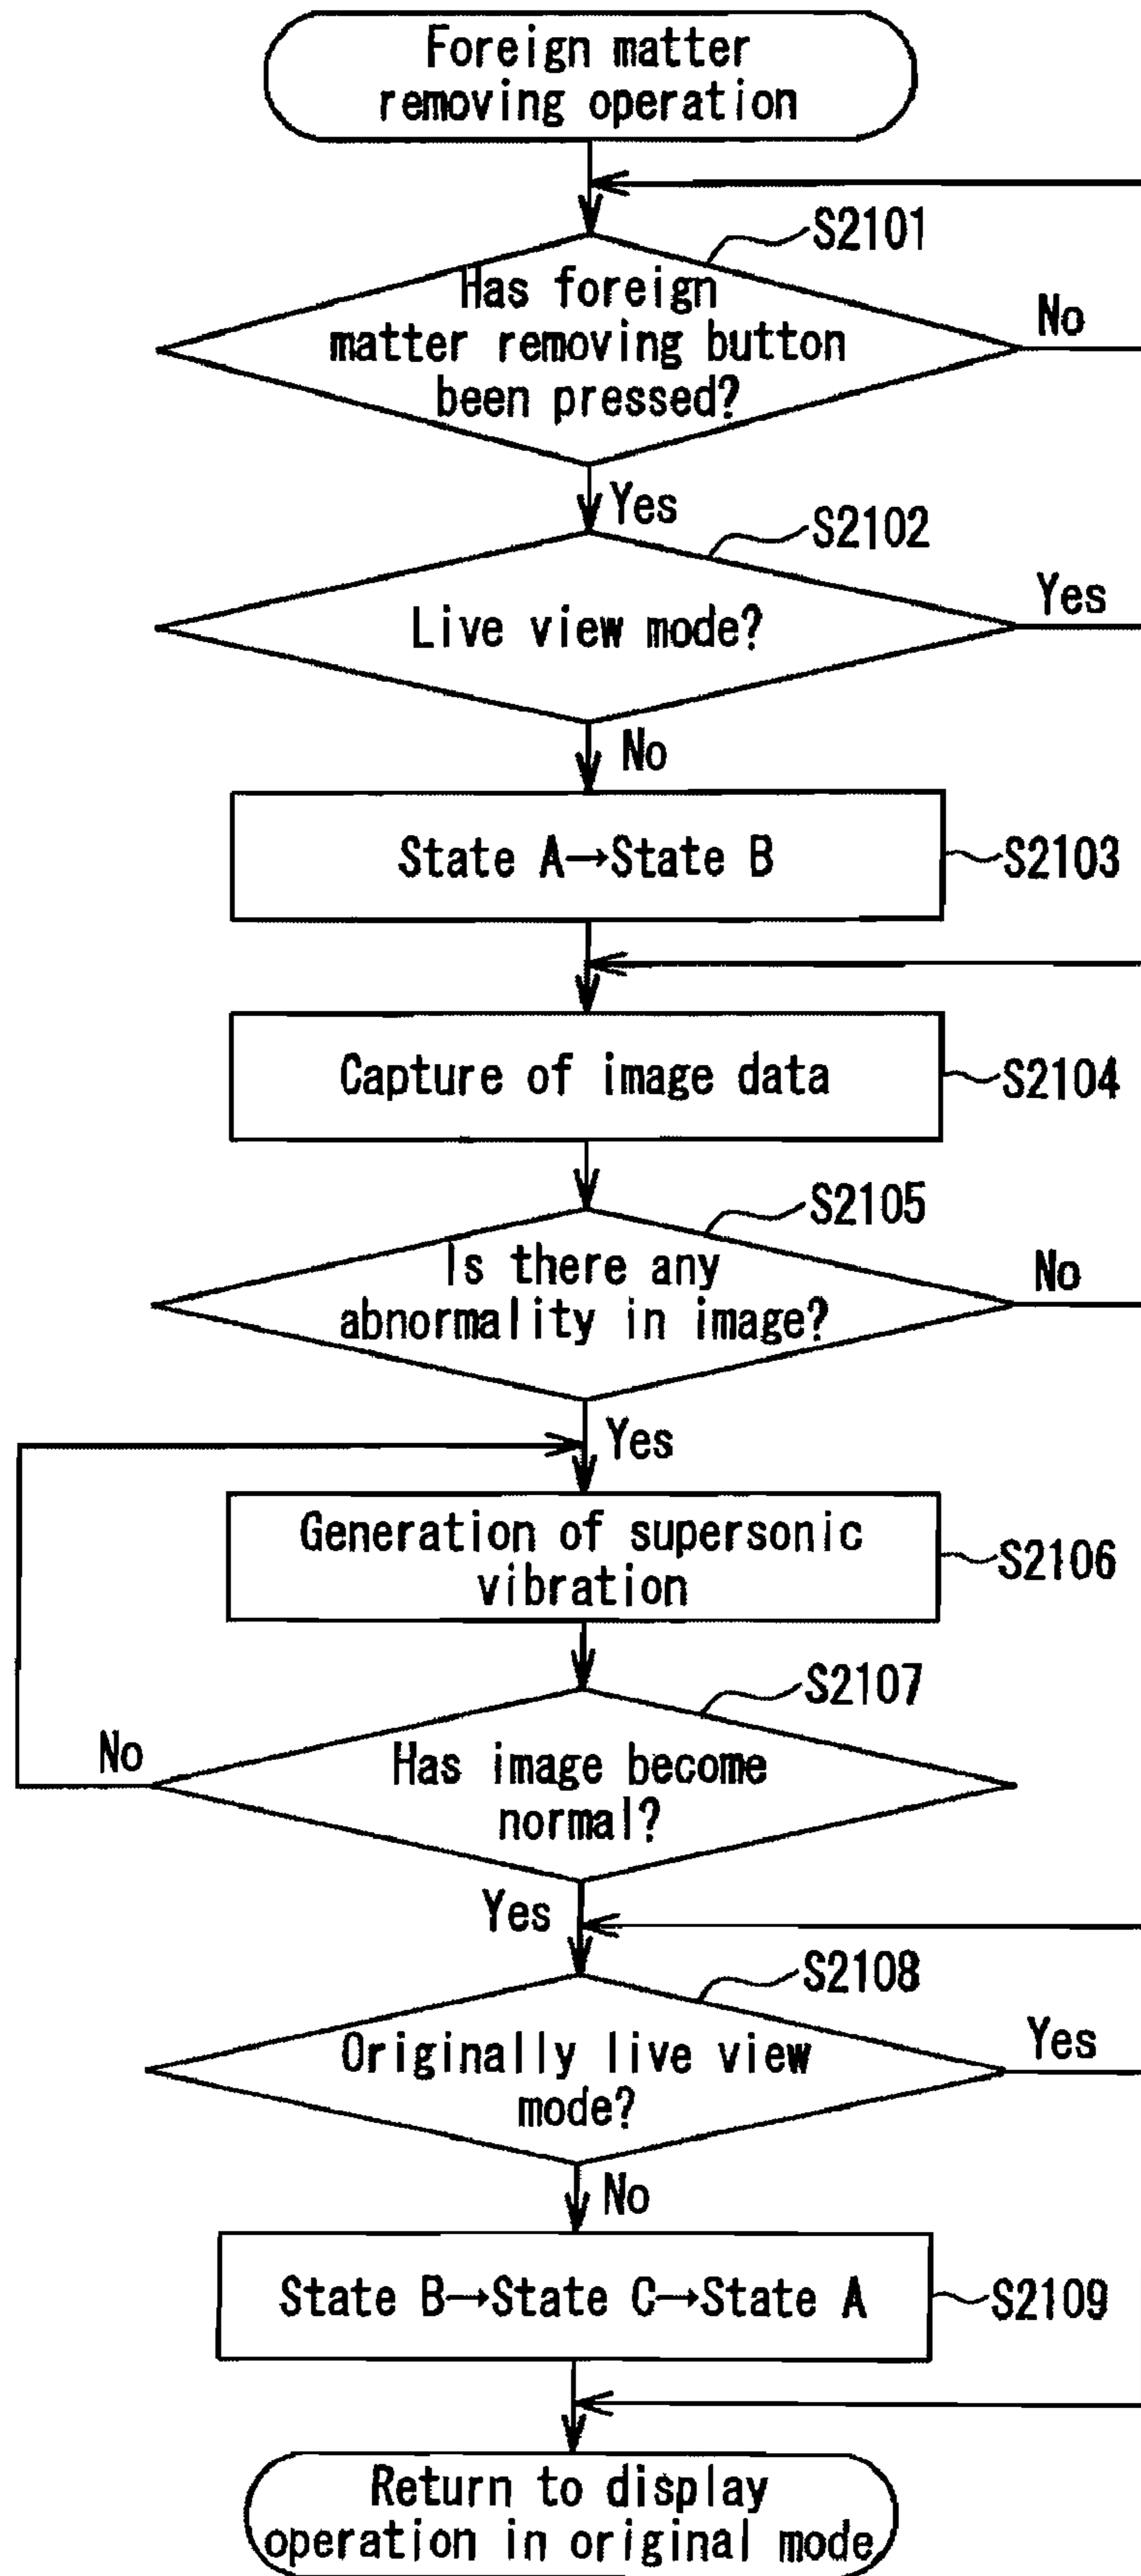 Foreign matter
removing operation
S2101
Has foreign
matter removing button
been pressed?
No
Yes
S2102
Live view mode?
Yes
No
State A→State B
S2103
Capture of image data
S2104
S2105
Is there any
abnormality in image?
No
Yes
Generation of supersonic
vibration
S2106
S2107
Has image become
normal?
No
Yes
S2108
Originally live view
mode?
Yes
No
State B→State C→State A
S2109
Return to display
operation in original mode